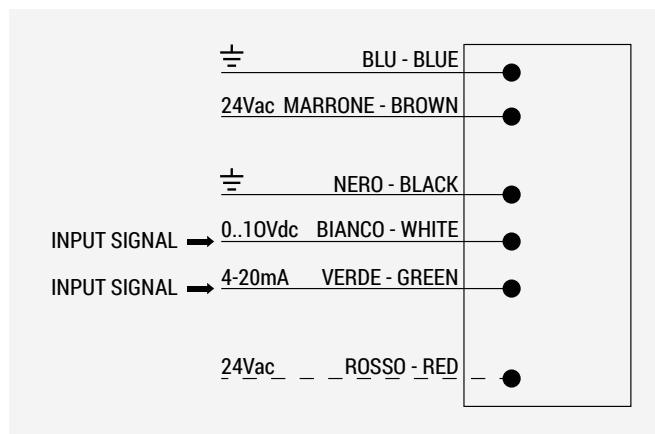 BLU - BLUE
24Vac MARRONE - BROWN
NERO - BLACK
INPUT SIGNAL 0..10Vdc BIANCO - WHITE
INPUT SIGNAL 4-20mA VERDE - GREEN
24Vac ROSSO - RED